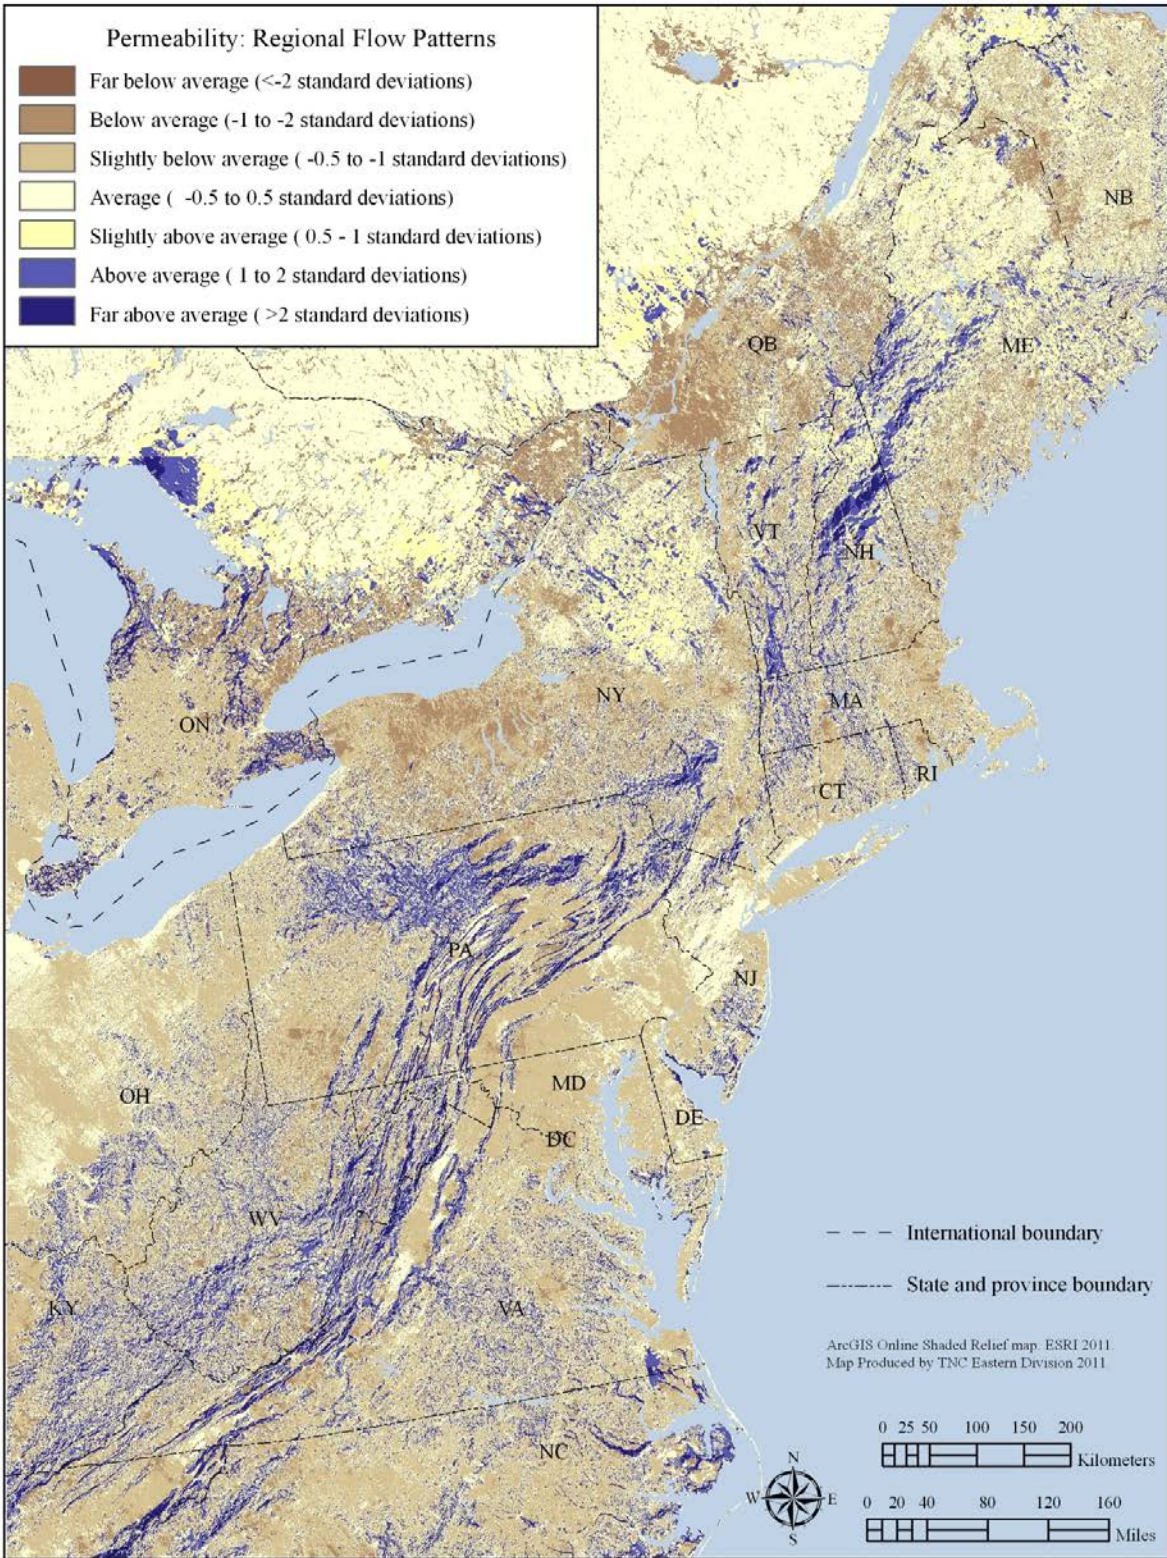 Permeability: Regional Flow Patterns
Far below average (<-2 standard deviations)
Below average (-1 to -2 standard deviations)
Slightly below average ( -0.5 to -1 standard deviations)
Average ( -0.5 to 0.5 standard deviations)
Slightly above average ( 0.5 - 1 standard deviations)
Above average ( 1 to 2 standard deviations)
Far above average ( >2 standard deviations)
NB
QB
ME
VT
NH
NY
ON
MA
CT
RI
PA
NJ
OH
MD
DE
DC
WV
KY
VA
NC
International boundary
State and province boundary
ArcGIS Online Shaded Relief map. ESRI 2011.
Map Produced by TNC Eastern Division 2011
0 25 50 100 150 200
Kilometers
0 20 40 80 120 160
Miles
N
W E
S